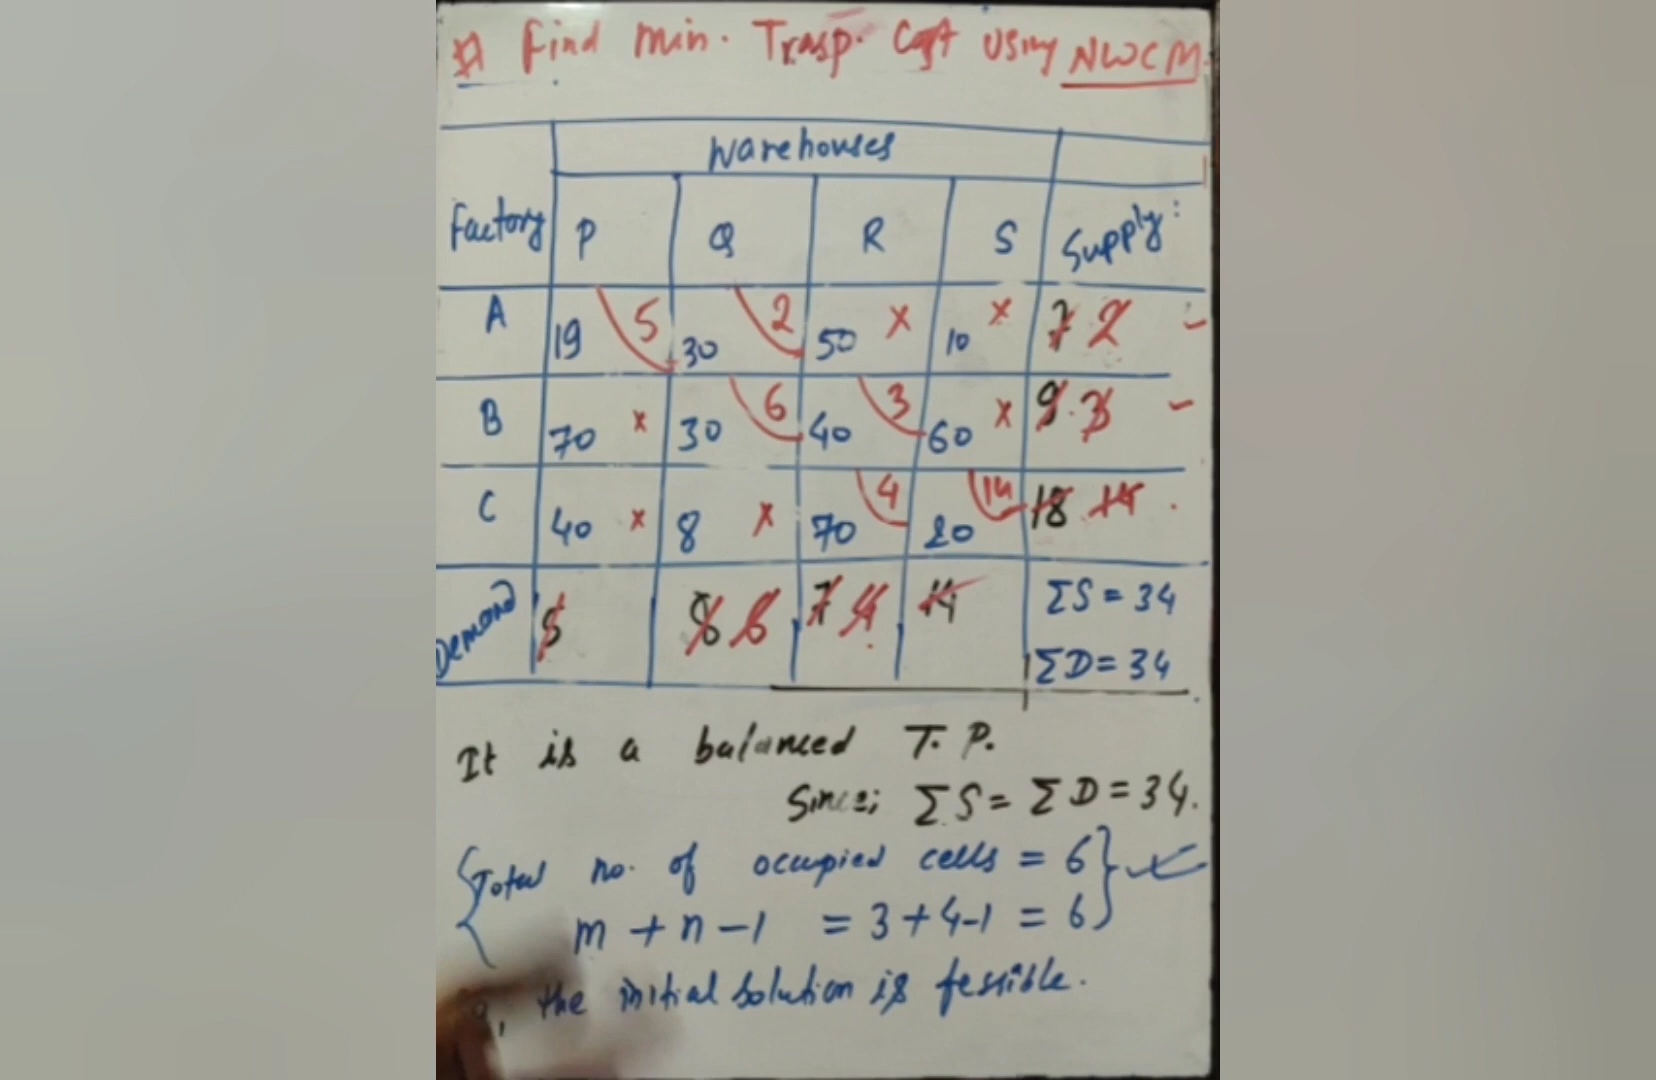 Find Min. Trasp. Cost Using NWCM.
Warehouses
Factory P Q R S Supply:
A 19 5 30 2 50 x 10 x 7 2
B 70 x 30 6 40 3 60 x 9 3
C 40 x 8 x 70 4 20 14 18 14
Demand 5 8 6 7 4 14 ΣS = 34
ΣD = 34
It is a balanced T. P.
Since; ΣS = ΣD = 34.
{Total no. of occupied cells = 6}
m + n - 1 = 3 + 4 - 1 = 6
the initial solution is fessible.